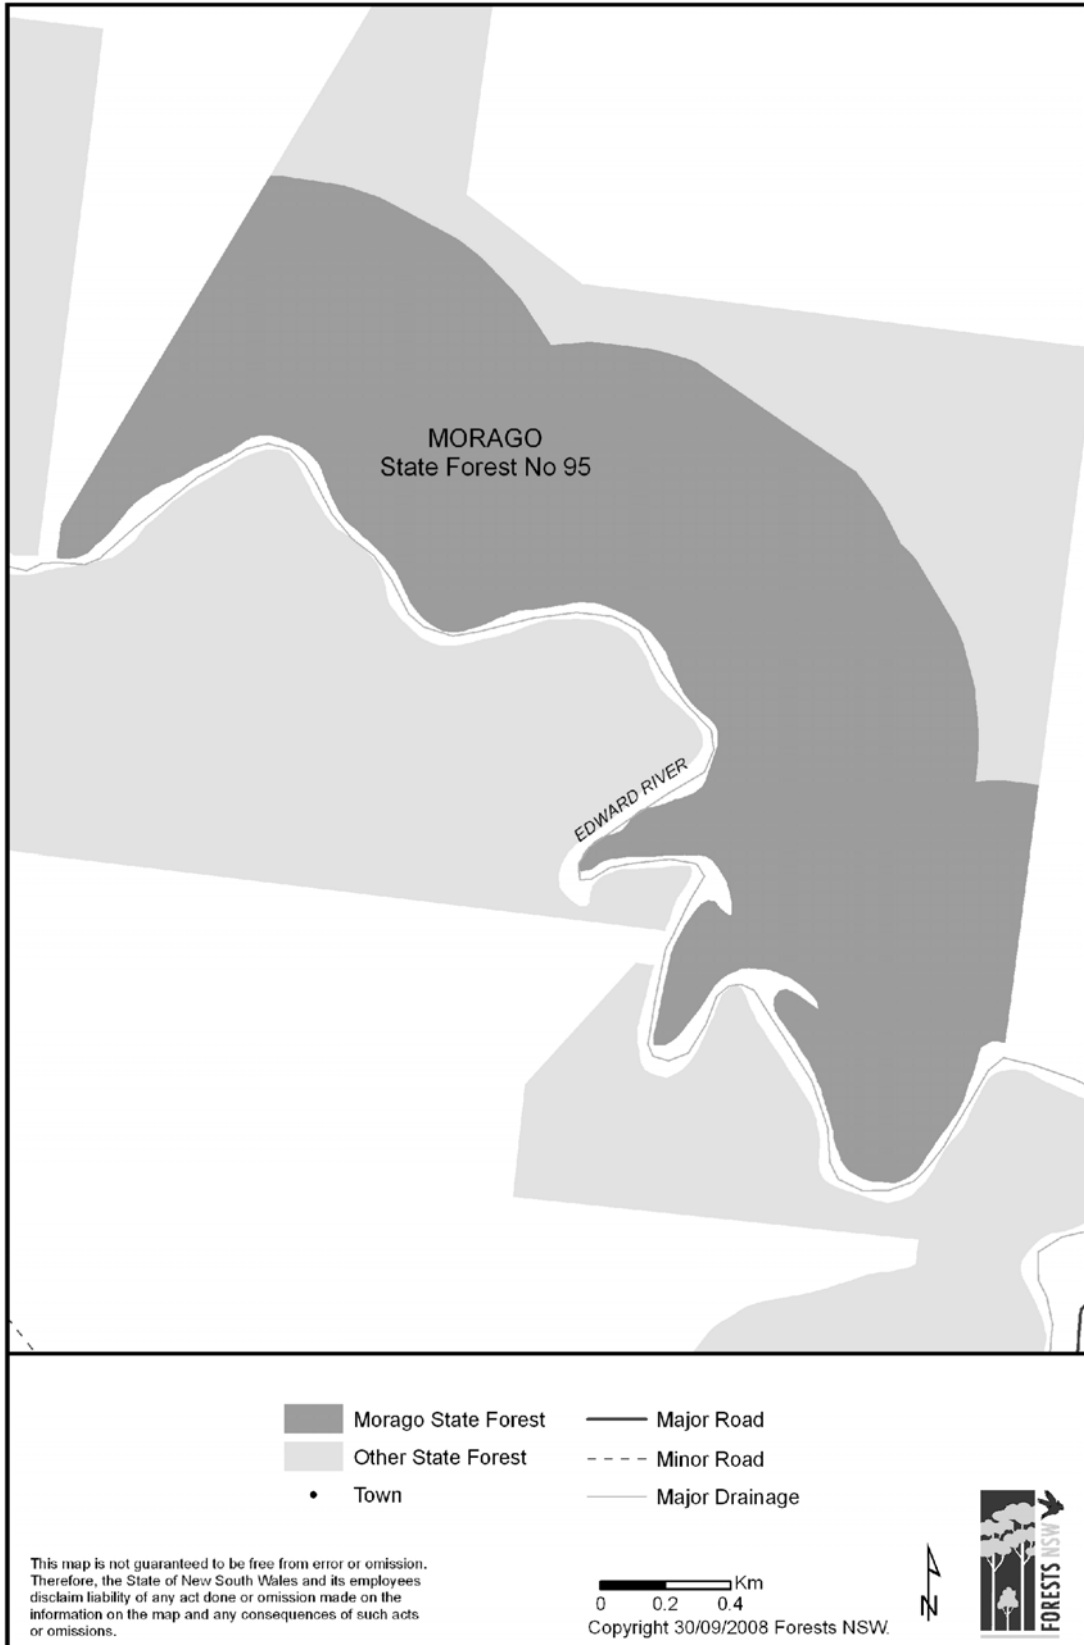 MORAGO
State Forest No 95
EDWARD RIVER
Morago State Forest
Other State Forest
Town
Major Road
Minor Road
Major Drainage
This map is not guaranteed to be free from error or omission.
Therefore, the State of New South Wales and its employees
disclaim liability of any act done or omission made on the
information on the map and any consequences of such acts
or omissions.
Km
0 0.2 0.4
Copyright 30/09/2008 Forests NSW.
N
FORESTS NSW